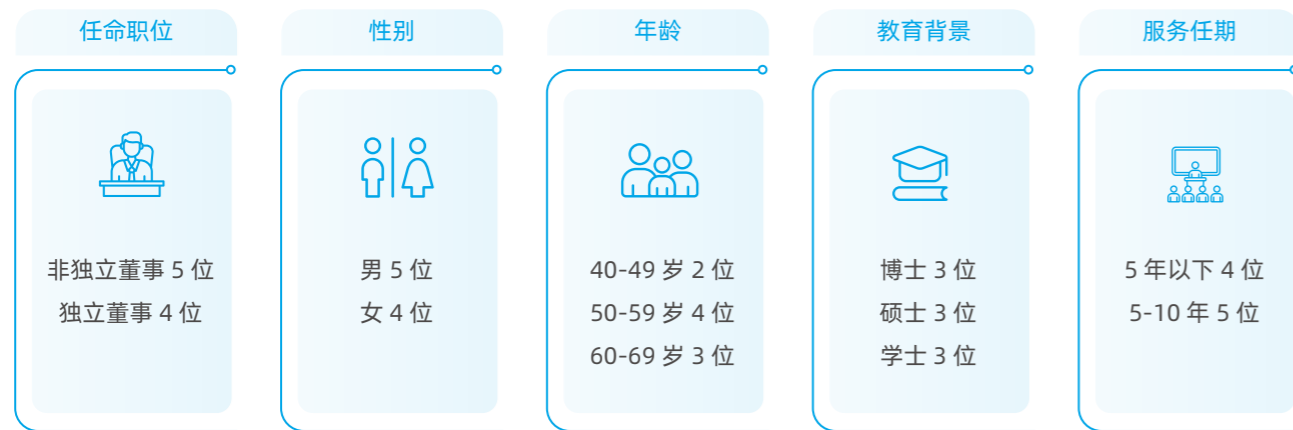 任命职位
非独立董事 5 位
独立董事 4 位
性别
男 5 位
女 4 位
年龄
40-49 岁 2 位
50-59 岁 4 位
60-69 岁 3 位
教育背景
博士 3 位
硕士 3 位
学士 3 位
服务任期
5 年以下 4 位
5-10 年 5 位